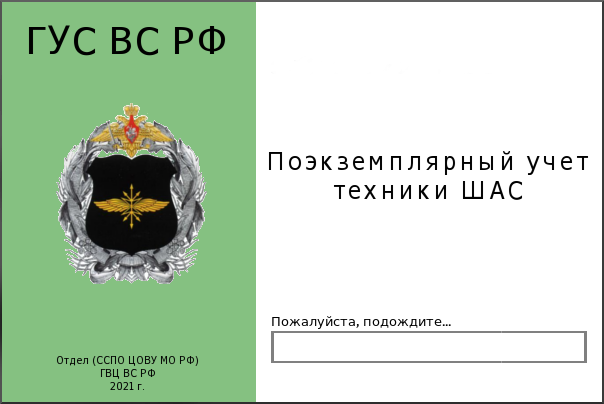 ГУС ВС РФ
Поэкземплярный учет
техники ШАС
Пожалуйста, подождите...
Отдел (ССПО ЦОВУ МО РФ)
ГВЦ ВС РФ
2021 г.